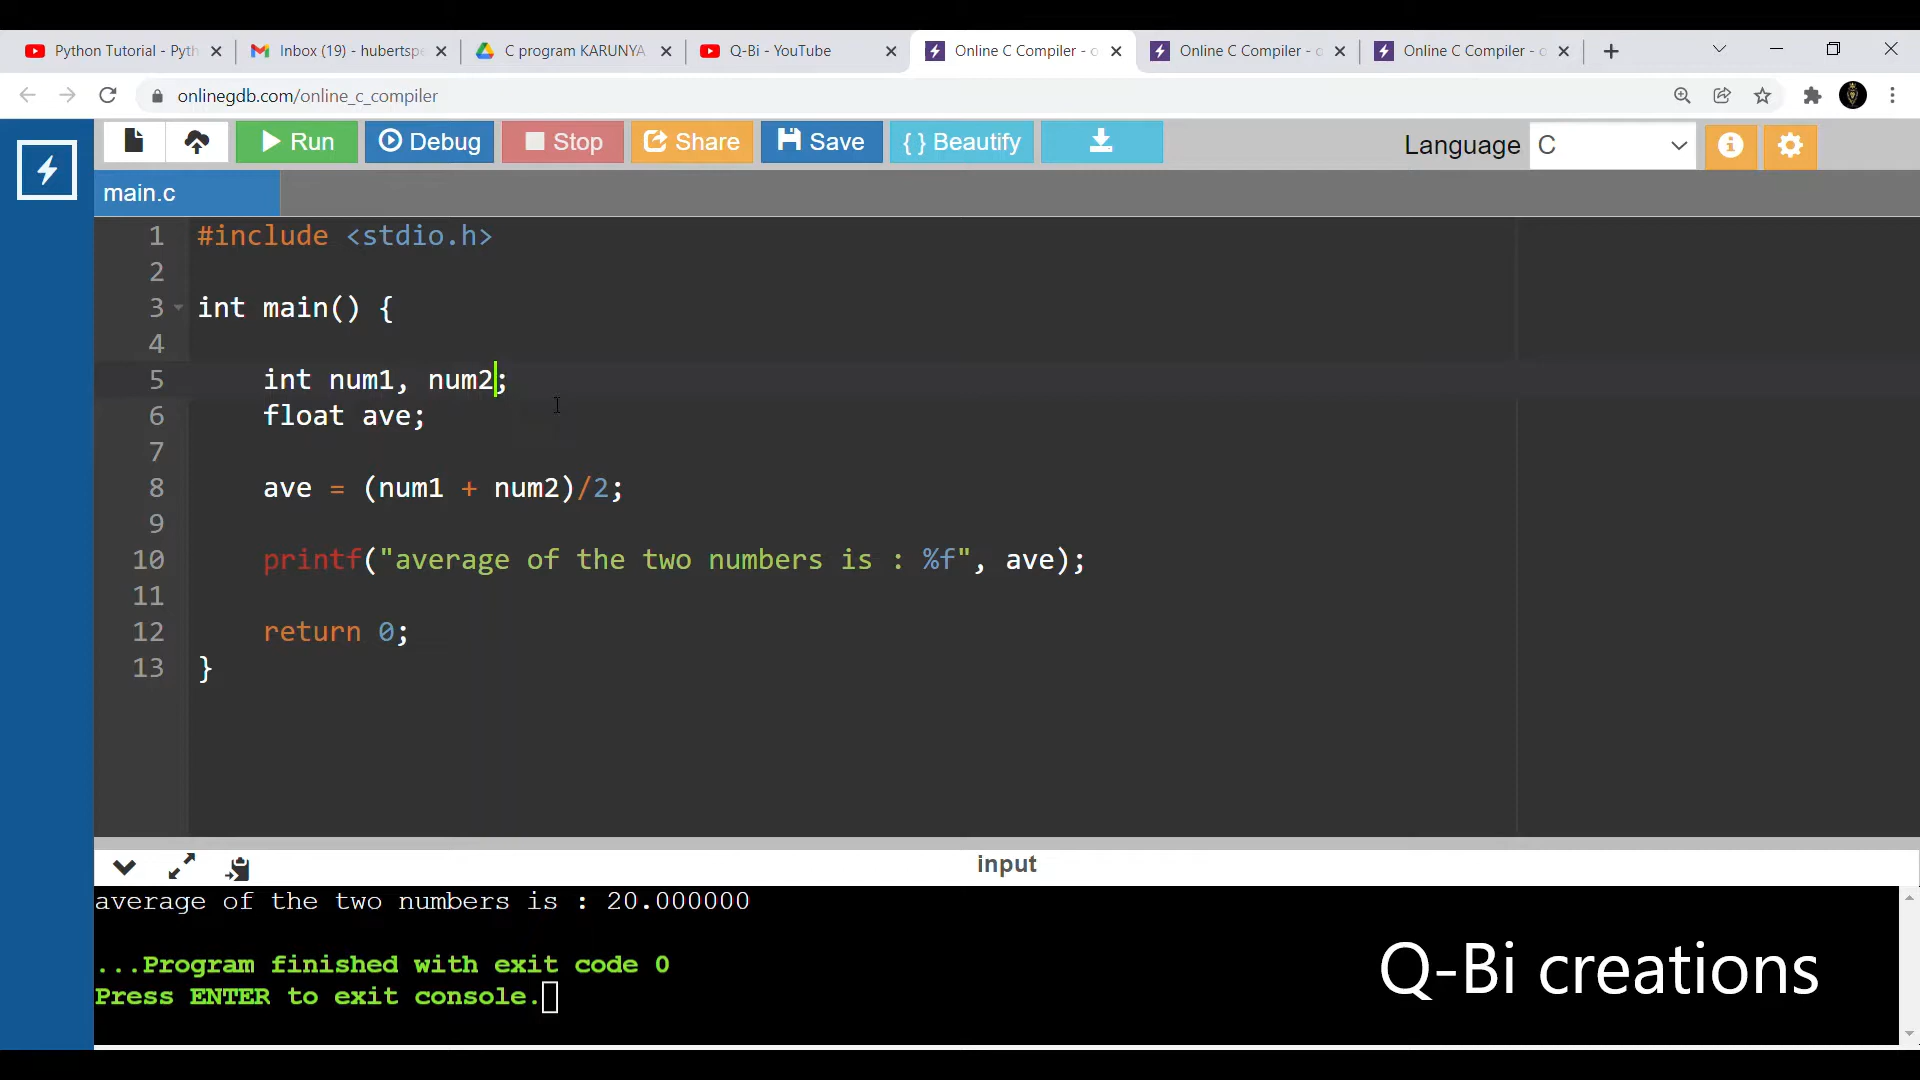 Python Tutorial - Pyth
Inbox (19) - hubertspe
C program KARUNYA
Q-Bi - YouTube
Online C Compiler - o
Online C Compiler - o
Online C Compiler - o
onlinegdb.com/online_c_compiler
Run
Debug
Stop
Share
Save
{ } Beautify
Language
C
main.c
1 #include <stdio.h>
2
3 int main() {
4
5 int num1, num2;
6 float ave;
7
8 ave = (num1 + num2)/2;
9
10 printf("average of the two numbers is : %f", ave);
11
12 return 0;
13 }
input
average of the two numbers is : 20.000000
...Program finished with exit code 0
Press ENTER to exit console.
Q-Bi creations